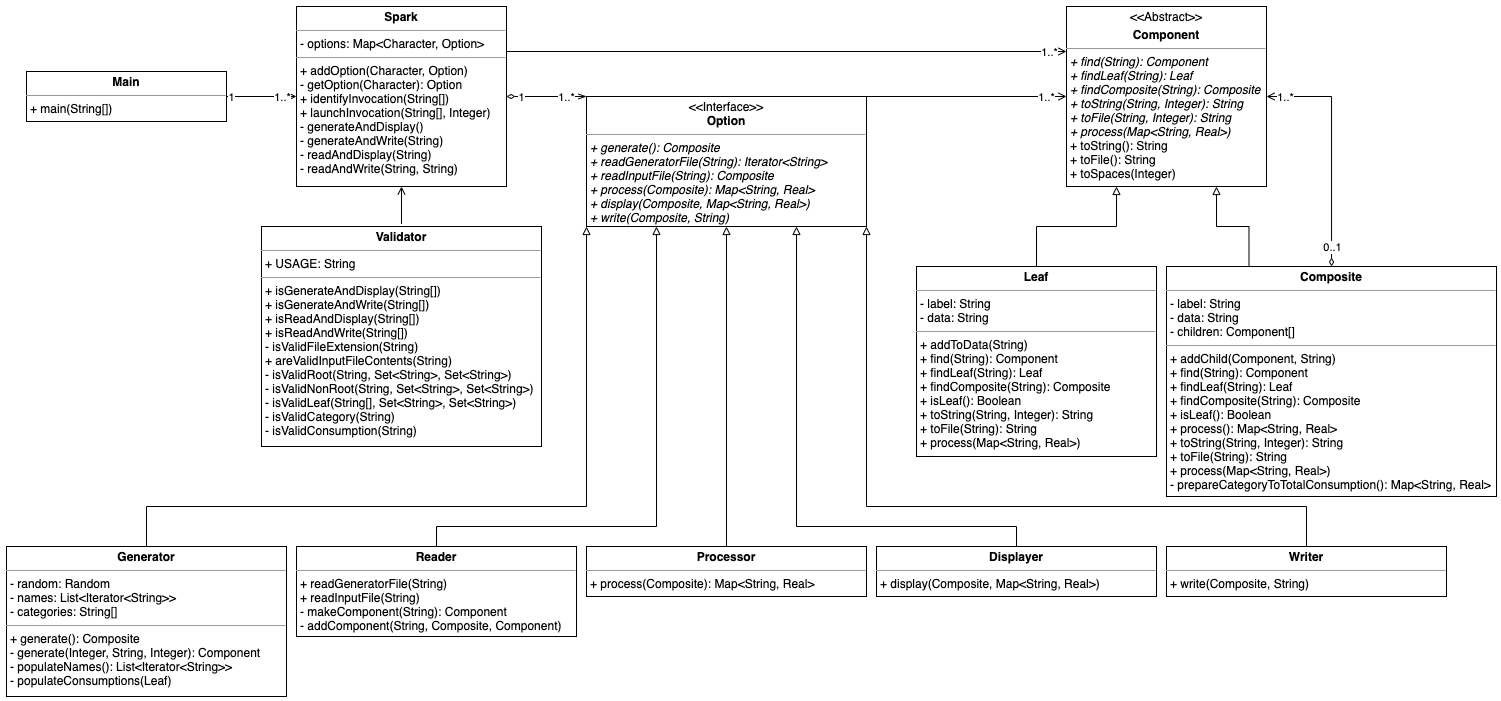 Main
+ main(String[])
1
1..*
Spark
- options: Map<Character, Option>
+ addOption(Character, Option)
- getOption(Character): Option
+ identifyInvocation(String[])
+ launchInvocation(String[], Integer)
- generateAndDisplay()
- generateAndWrite(String)
- readAndDisplay(String)
- readAndWrite(String, String)
1
1..*
1..*
1..*
<<Interface>>
Option
+ generate(): Composite
+ readGeneratorFile(String): Iterator<String>
+ readInputFile(String): Composite
+ process(Composite): Map<String, Real>
+ display(Composite, Map<String, Real>)
+ write(Composite, String)
<<Abstract>>
Component
+ find(String): Component
+ findLeaf(String): Leaf
+ findComposite(String): Composite
+ toString(String, Integer): String
+ toFile(String, Integer): String
+ process(Map<String, Real>)
+ toString(): String
+ toFile(): String
+ toSpaces(Integer)
1..*
0..1
Validator
+ USAGE: String
+ isGenerateAndDisplay(String[])
+ isGenerateAndWrite(String[])
+ isReadAndDisplay(String[])
+ isReadAndWrite(String[])
- isValidFileExtension(String)
+ areValidInputFileContents(String)
- isValidRoot(String, Set<String>, Set<String>)
- isValidNonRoot(String, Set<String>, Set<String>)
- isValidLeaf(String[], Set<String>, Set<String>)
- isValidCategory(String)
- isValidConsumption(String)
Leaf
- label: String
- data: String
+ addToData(String)
+ find(String): Component
+ findLeaf(String): Leaf
+ findComposite(String): Composite
+ isLeaf(): Boolean
+ toString(String, Integer): String
+ toFile(String): String
+ process(Map<String, Real>)
Composite
- label: String
- data: String
- children: Component[]
+ addChild(Component, String)
+ find(String): Component
+ findLeaf(String): Leaf
+ findComposite(String): Composite
+ isLeaf(): Boolean
+ process(): Map<String, Real>
+ toString(String, Integer): String
+ toFile(String): String
+ process(Map<String, Real>)
- prepareCategoryToTotalConsumption(): Map<String, Real>
Generator
- random: Random
- names: List<Iterator<String>>
- categories: String[]
+ generate(): Composite
- generate(Integer, String, Integer): Component
- populateNames(): List<Iterator<String>>
- populateConsumptions(Leaf)
Reader
+ readGeneratorFile(String)
+ readInputFile(String)
- makeComponent(String): Component
- addComponent(String, Composite, Component)
Processor
+ process(Composite): Map<String, Real>
Displayer
+ display(Composite, Map<String, Real>)
Writer
+ write(Composite, String)